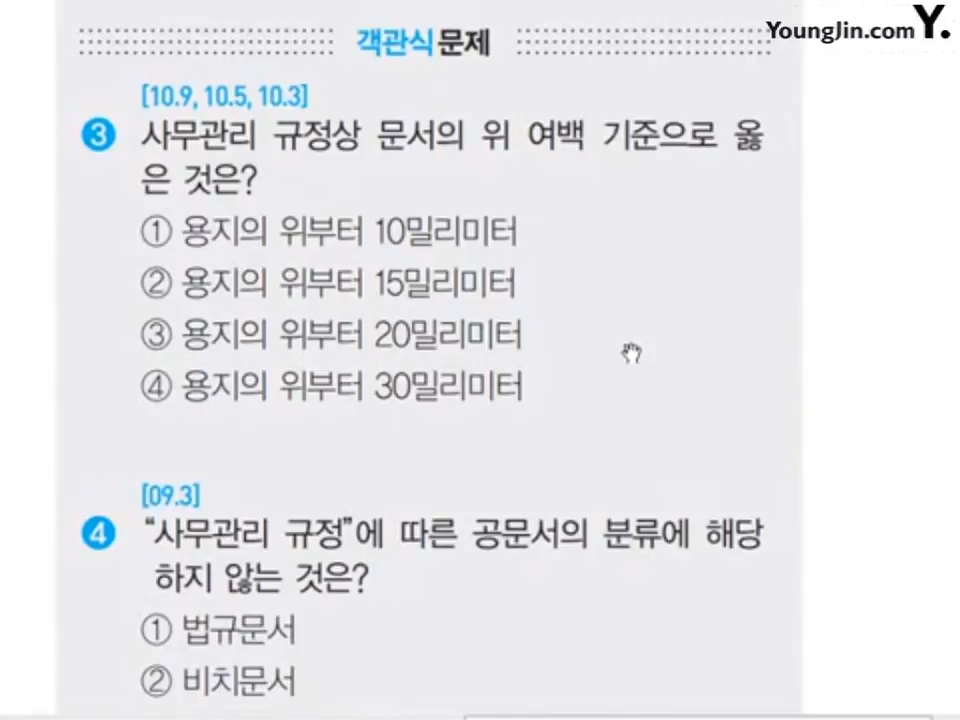 YoungJin.com Y.
객관식 문제
[10.9, 10.5, 10.3]
3 사무관리 규정상 문서의 위 여백 기준으로 옳
은 것은?
① 용지의 위부터 10밀리미터
② 용지의 위부터 15밀리미터
③ 용지의 위부터 20밀리미터
④ 용지의 위부터 30밀리미터
[09.3]
4 “사무관리 규정”에 따른 공문서의 분류에 해당
하지 않는 것은?
① 법규문서
② 비치문서